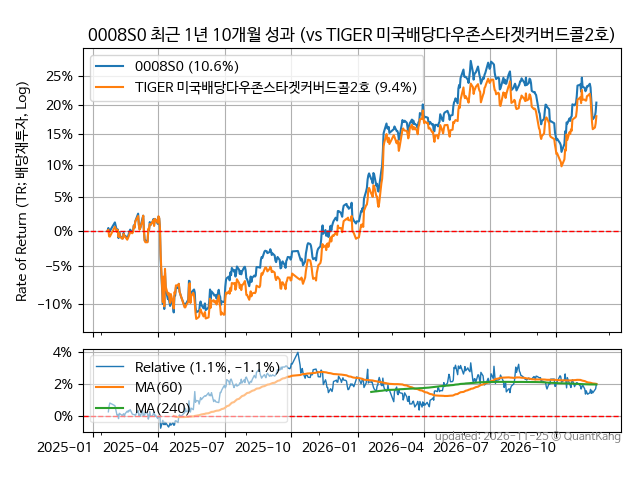 0008S0 최근 1년 10개월 성과 (vs TIGER 미국배당다우존스타겟커버드콜2호)
Rate of Return (TR: 배당재투자, Log)
25%
20%
15%
10%
5%
0%
−5%
−10%
0008S0 (10.6%)
TIGER 미국배당다우존스타겟커버드콜2호 (9.4%)
4%
2%
0%
Relative (1.1%, −1.1%)
MA(60)
MA(240)
2025-01 2025-04 2025-07 2025-10 2026-01 2026-04 2026-07 2026-10
updated: 2026-11-25 © QuantKang